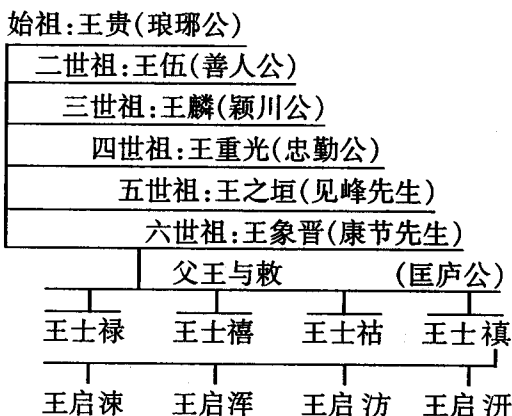 始祖:王贵(琅琊公)
二世祖:王伍(善人公)
三世祖:王麟(颖川公)
四世祖:王重光(忠勤公)
五世祖:王之垣(见峰先生)
六世祖:王象晋(康节先生)
父王与敕 (匡庐公)
王士禄 王士禧 王士祜 王士禛
王启涑 王启浑 王启汸 王启汧